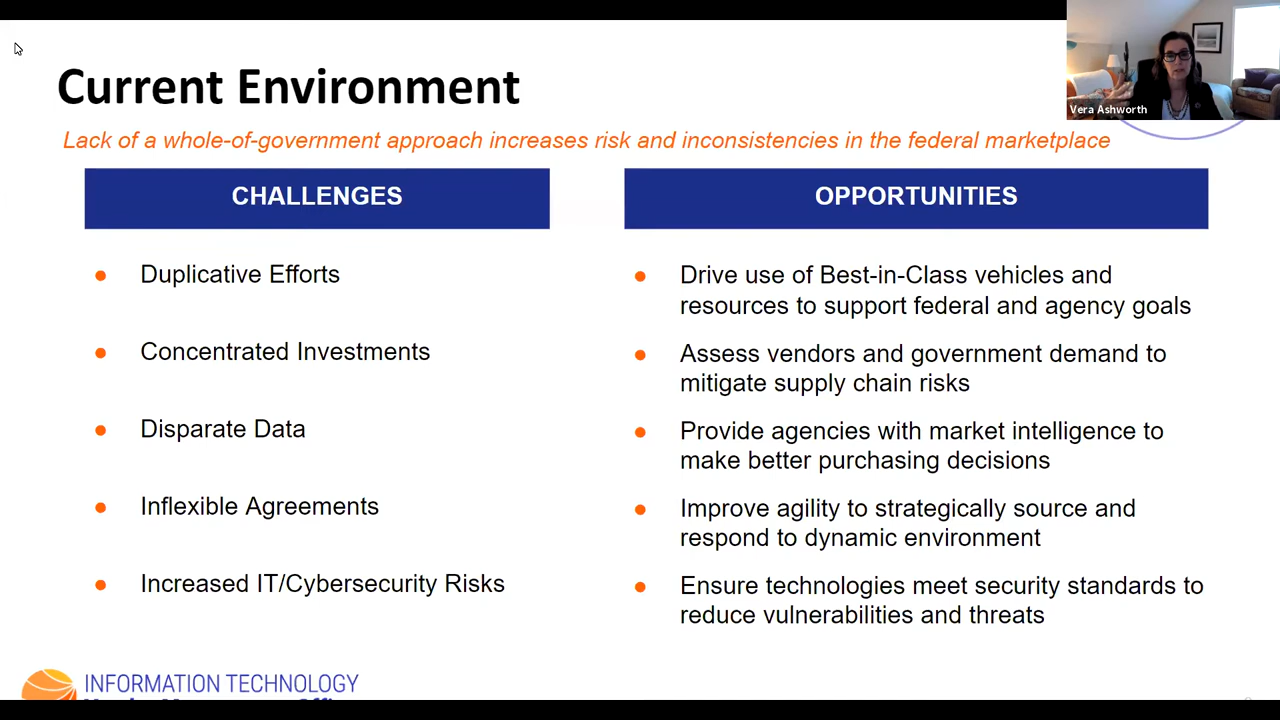 Current Environment
Lack of a whole-of-government approach increases risk and inconsistencies in the federal marketplace
Vera Ashworth
CHALLENGES
Duplicative Efforts
Concentrated Investments
Disparate Data
Inflexible Agreements
Increased IT/Cybersecurity Risks
OPPORTUNITIES
Drive use of Best-in-Class vehicles and
resources to support federal and agency goals
Assess vendors and government demand to
mitigate supply chain risks
Provide agencies with market intelligence to
make better purchasing decisions
Improve agility to strategically source and
respond to dynamic environment
Ensure technologies meet security standards to
reduce vulnerabilities and threats
INFORMATION TECHNOLOGY